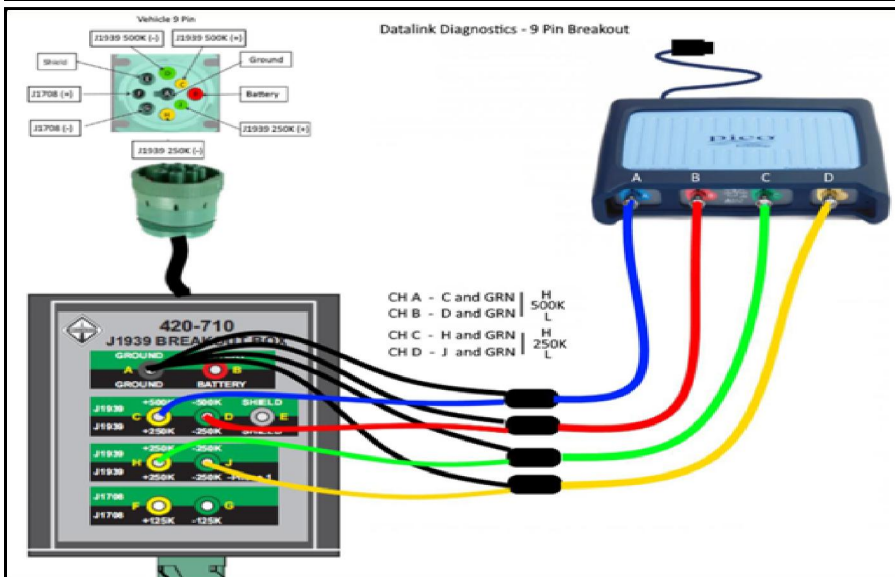 Vehicle 9 Pin
Datalink Diagnostics - 9 Pin Breakout
J1939 500K (-)
J1939 500K (+)
Shield
Ground
J1708 (+)
Battery
J1708 (-)
J1939 250K (+)
J1939 250K (-)
pico
A B C D
CH A - C and GRN
CH B - D and GRN
H
500K
L
CH C - H and GRN
CH D - J and GRN
H
250K
L
420-710
J1939 BREAKOUT BOX
GROUND
A B
GROUND BATTERY
+500K -500K SHIELD
J1939
C D E
J1939
+250K -250K SHIELD
+250K -250K
J1939
H J
J1939
+250K -250K
J1708
F G
J1708
+125K -125K